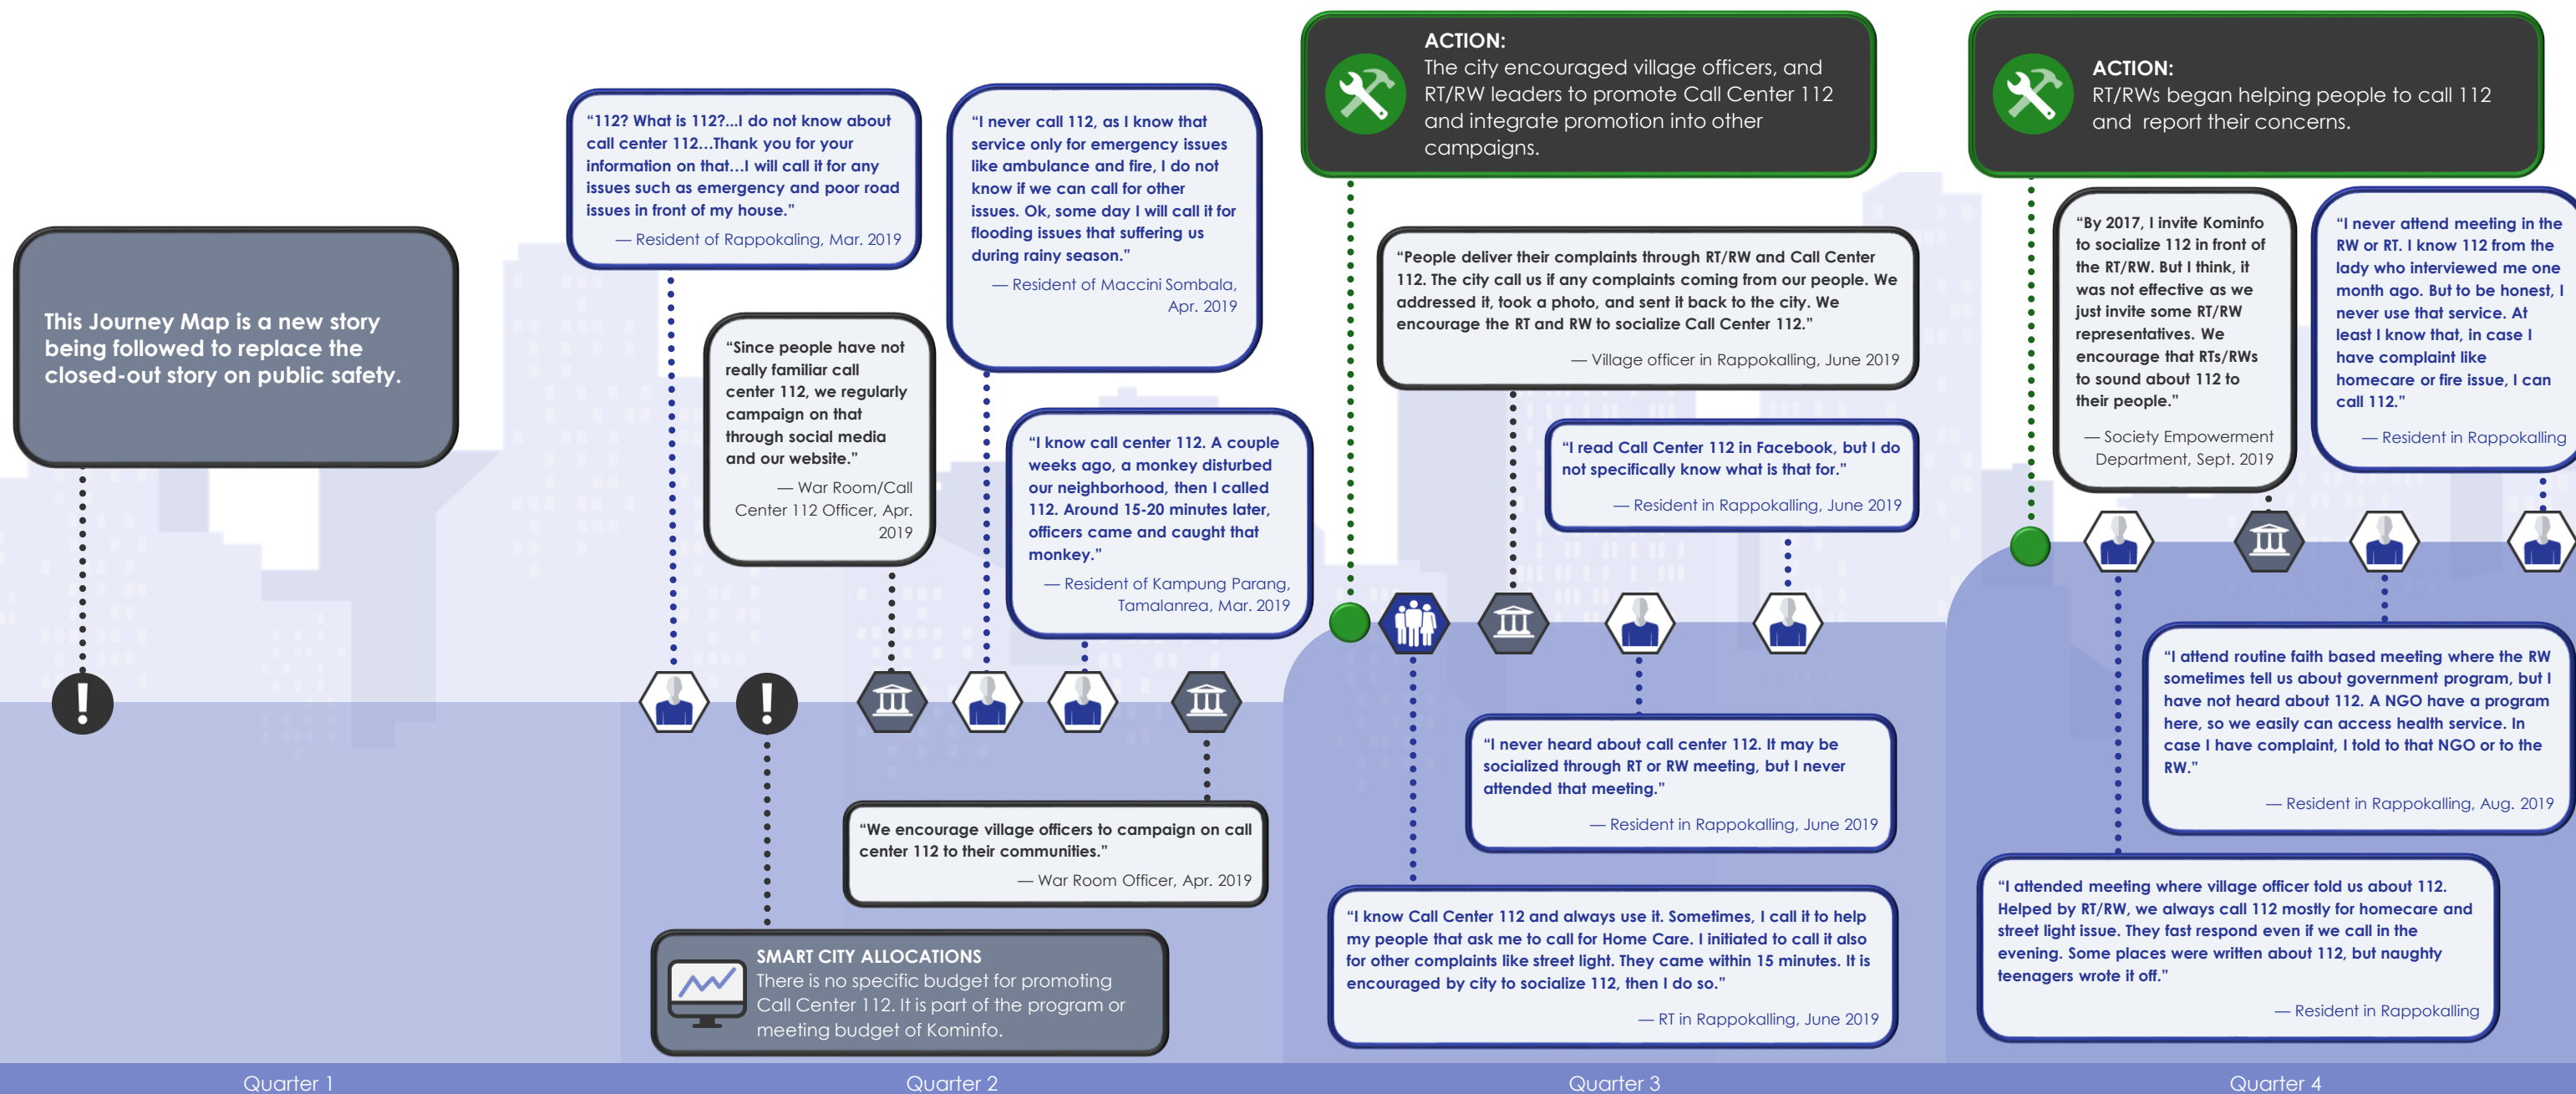 This Journey Map is a new story
being followed to replace the
closed-out story on public safety.
“112? What is 112?...I do not know about
call center 112...Thank you for your
information on that...I will call it for any
issues such as emergency and poor road
issues in front of my house.”
— Resident of Rappokaling, Mar. 2019
“Since people have not
really familiar call
center 112, we regularly
campaign on that
through social media
and our website.”
— War Room/Call
Center 112 Officer, Apr.
2019
“I never call 112, as I know that
service only for emergency issues
like ambulance and fire, I do not
know if we can call for other
issues. Ok, some day I will call it for
flooding issues that suffering us
during rainy season.”
— Resident of Maccini Sombala,
Apr. 2019
“I know call center 112. A couple
weeks ago, a monkey disturbed
our neighborhood, then I called
112. Around 15-20 minutes later,
officers came and caught that
monkey.”
— Resident of Kampung Parang,
Tamalanrea, Mar. 2019
“We encourage village officers to campaign on call
center 112 to their communities.”
— War Room Officer, Apr. 2019
SMART CITY ALLOCATIONS
There is no specific budget for promoting
Call Center 112. It is part of the program or
meeting budget of Kominfo.
ACTION:
The city encouraged village officers, and
RT/RW leaders to promote Call Center 112
and integrate promotion into other
campaigns.
“People deliver their complaints through RT/RW and Call Center
112. The city call us if any complaints coming from our people. We
addressed it, took a photo, and sent it back to the city. We
encourage the RT and RW to socialize Call Center 112.”
— Village officer in Rappokalling, June 2019
“I read Call Center 112 in Facebook, but I do
not specifically know what is that for.”
— Resident in Rappokalling, June 2019
“I never heard about call center 112. It may be
socialized through RT or RW meeting, but I never
attended that meeting.”
— Resident in Rappokalling, June 2019
“I know Call Center 112 and always use it. Sometimes, I call it to help
my people that ask me to call for Home Care. I initiated to call it also
for other complaints like street light. They came within 15 minutes. It is
encouraged by city to socialize 112, then I do so.”
— RT in Rappokalling, June 2019
ACTION:
RT/RWs began helping people to call 112
and  report their concerns.
“By 2017, I invite Kominfo
to socialize 112 in front of
the RT/RW. But I think, it
was not effective as we
just invite some RT/RW
representatives. We
encourage that RTs/RWs
to sound about 112 to
their people.”
— Society Empowerment
Department, Sept. 2019
“I never attend meeting in the
RW or RT. I know 112 from the
lady who interviewed me one
month ago. But to be honest, I
never use that service. At
least I know that, in case I
have complaint like
homecare or fire issue, I can
call 112.”
— Resident in Rappokalling
“I attend routine faith based meeting where the RW
sometimes tell us about government program, but I
have not heard about 112. A NGO have a program
here, so we easily can access health service. In
case I have complaint, I told to that NGO or to the
RW.”
— Resident in Rappokalling, Aug. 2019
“I attended meeting where village officer told us about 112.
Helped by RT/RW, we always call 112 mostly for homecare and
street light issue. They fast respond even if we call in the
evening. Some places were written about 112, but naughty
teenagers wrote it off.”
— Resident in Rappokalling
Quarter 1
Quarter 2
Quarter 3
Quarter 4